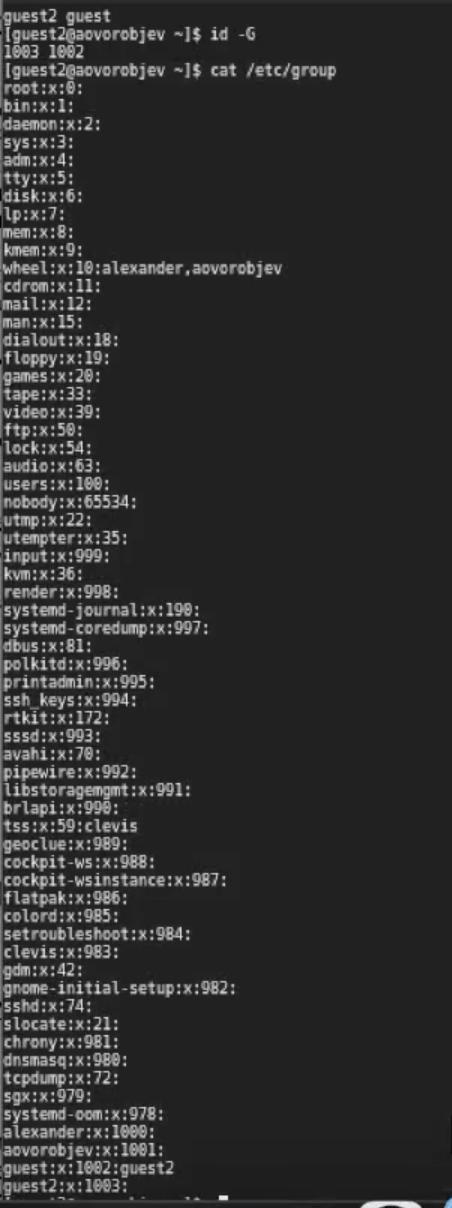 guest2 guest
[guest2@aovorobjev ~]$ id -G
1003 1002
[guest2@aovorobjev ~]$ cat /etc/group
root:x:0:
bin:x:1:
daemon:x:2:
sys:x:3:
adm:x:4:
tty:x:5:
disk:x:6:
lp:x:7:
mem:x:8:
kmem:x:9:
wheel:x:10:alexander,aovorobjev
cdrom:x:11:
mail:x:12:
man:x:15:
dialout:x:18:
floppy:x:19:
games:x:20:
tape:x:33:
video:x:39:
ftp:x:50:
lock:x:54:
audio:x:63:
users:x:100:
nobody:x:65534:
utmp:x:22:
utempter:x:35:
input:x:999:
kvm:x:36:
render:x:998:
systemd-journal:x:190:
systemd-coredump:x:997:
dbus:x:81:
polkitd:x:996:
printadmin:x:995:
ssh_keys:x:994:
rtkit:x:172:
sssd:x:993:
avahi:x:70:
pipewire:x:992:
libstoragemgmt:x:991:
brlapi:x:990:
tss:x:59:clevis
geoclue:x:989:
cockpit-ws:x:988:
cockpit-wsinstance:x:987:
flatpak:x:986:
colord:x:985:
setroubleshoot:x:984:
clevis:x:983:
gdm:x:42:
gnome-initial-setup:x:982:
sshd:x:74:
slocate:x:21:
chrony:x:981:
dnsmasq:x:980:
tcpdump:x:72:
sgx:x:979:
systemd-oom:x:978:
alexander:x:1000:
aovorobjev:x:1001:
guest:x:1002:guest2
guest2:x:1003: